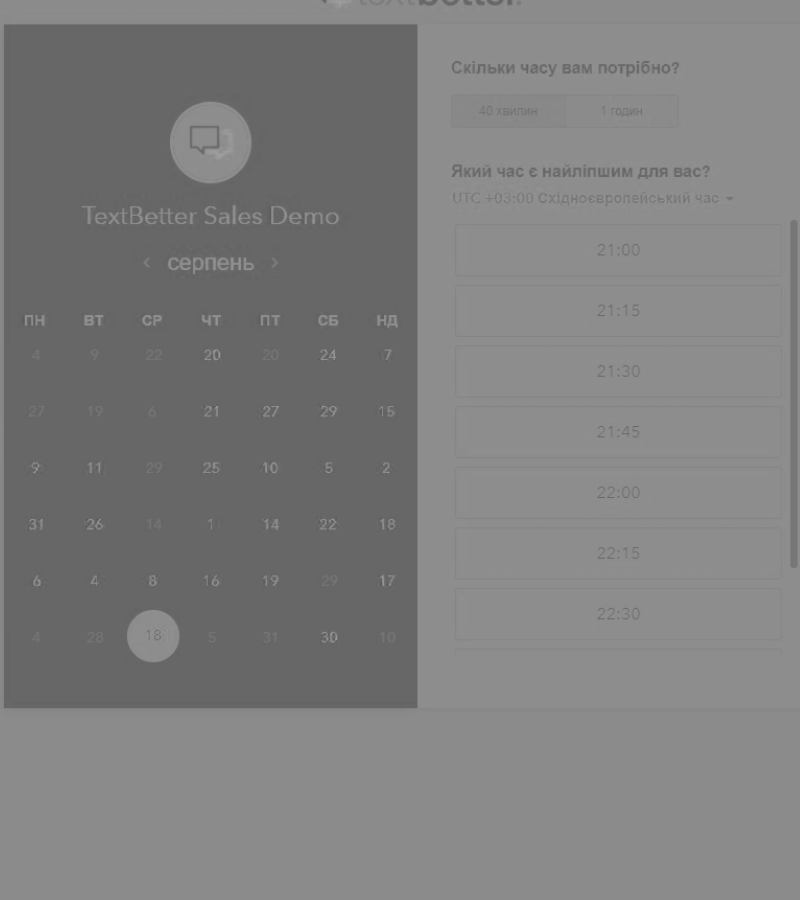 textbetter.
TextBetter Sales Demo
‹ серпень ›
ПН ВТ СР ЧТ ПТ СБ НД
4 9 22 20 20 24 7
27 19 6 21 27 29 15
9 11 29 25 10 5 2
31 26 14 1 14 22 18
6 4 8 16 19 29 17
4 28 18 5 31 30 10
Скільки часу вам потрібно?
40 хвилин 1 годин
Який час є найліпшим для вас?
UTC +03:00 Східноєвропейський час
21:00
21:15
21:30
21:45
22:00
22:15
22:30